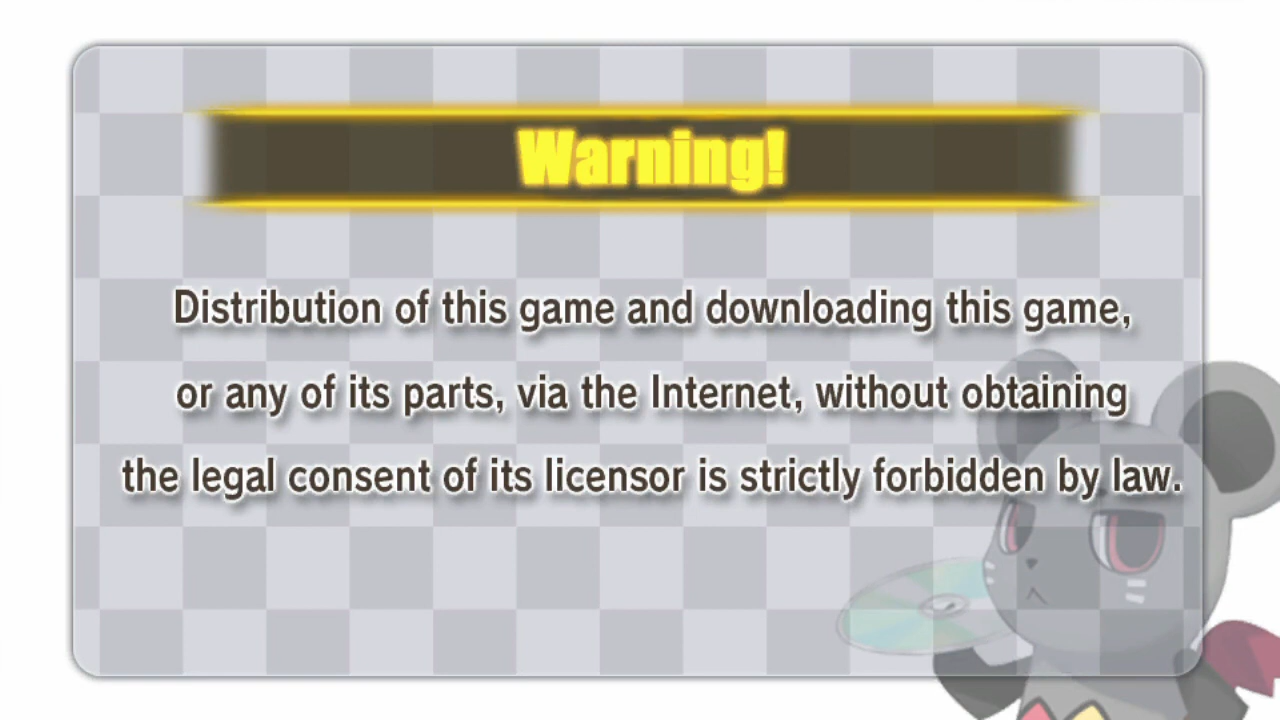 Warning!
Distribution of this game and downloading this game,
or any of its parts, via the Internet, without obtaining
the legal consent of its licensor is strictly forbidden by law.